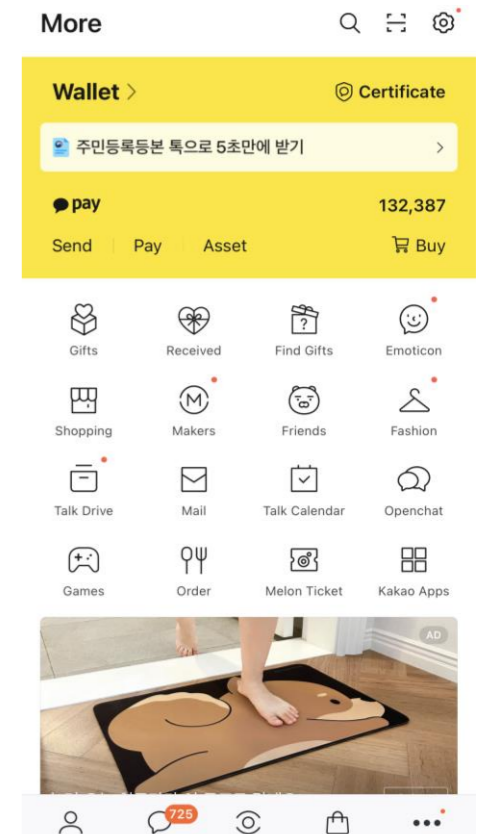 More
Wallet >
Certificate
주민등록등본 톡으로 5초만에 받기 >
pay
132,387
Send | Pay | Asset
Buy
Gifts
Received
Find Gifts
Emoticon
Shopping
Makers
Friends
Fashion
Talk Drive
Mail
Talk Calendar
Openchat
Games
Order
Melon Ticket
Kakao Apps
AD
725